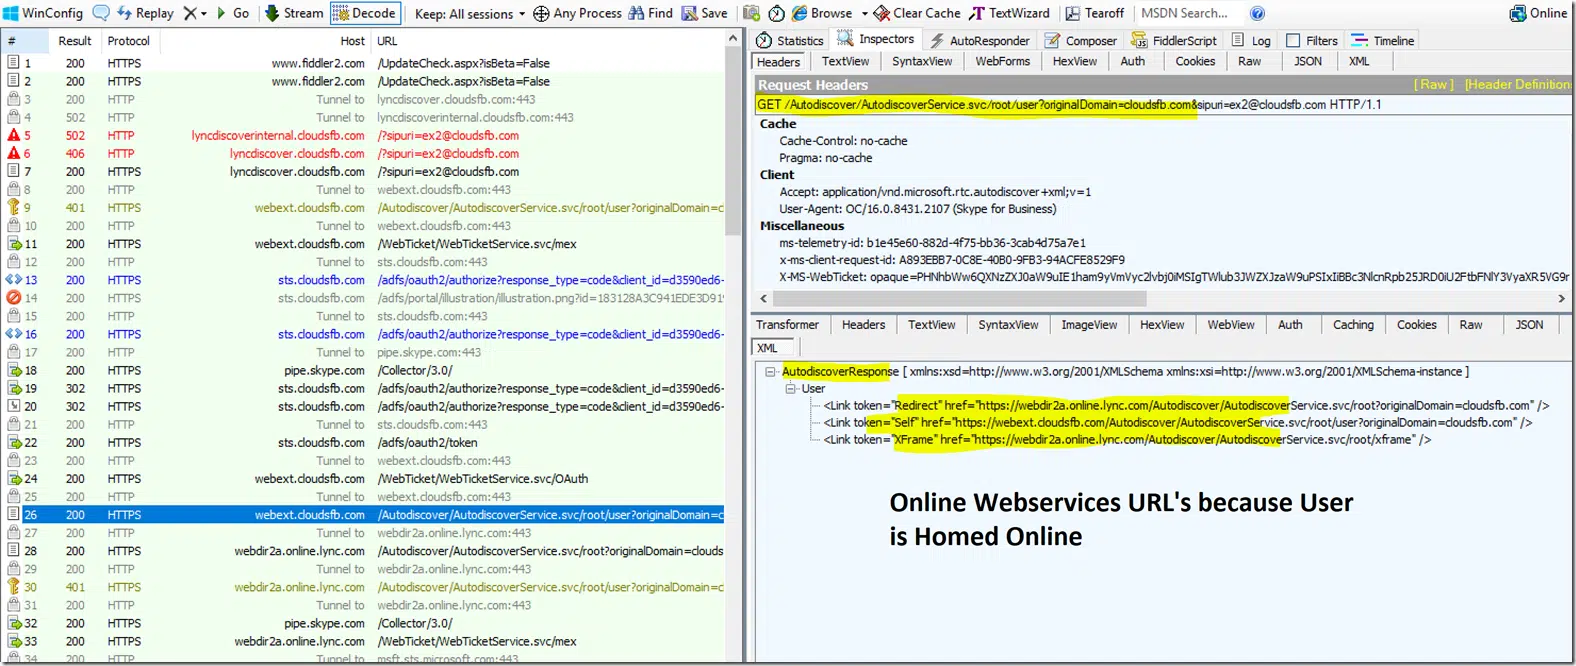 WinConfig Replay Go Stream Decode Keep: All sessions Any Process Find Save Browse Clear Cache TextWizard Tearoff MSDN Search... Online
# Result Protocol Host URL
1 200 HTTPS www.fiddler2.com /UpdateCheck.aspx?isBeta=False
2 200 HTTPS www.fiddler2.com /UpdateCheck.aspx?isBeta=False
3 200 HTTP Tunnel to lyncdiscover.cloudsfb.com:443
4 502 HTTP Tunnel to lyncdiscoverinternal.cloudsfb.com:443
5 502 HTTP lyncdiscoverinternal.cloudsfb.com /?sipuri=ex2@cloudsfb.com
6 406 HTTP lyncdiscover.cloudsfb.com /?sipuri=ex2@cloudsfb.com
7 200 HTTPS lyncdiscover.cloudsfb.com /?sipuri=ex2@cloudsfb.com
8 200 HTTP Tunnel to webext.cloudsfb.com:443
9 401 HTTPS webext.cloudsfb.com /Autodiscover/AutodiscoverService.svc/root/user?originalDomain=c
10 200 HTTP Tunnel to webext.cloudsfb.com:443
11 200 HTTPS webext.cloudsfb.com /WebTicket/WebTicketService.svc/mex
12 200 HTTP Tunnel to sts.cloudsfb.com:443
13 200 HTTPS sts.cloudsfb.com /adfs/oauth2/authorize?response_type=code&client_id=d3590ed6-
14 200 HTTPS sts.cloudsfb.com /adfs/portal/illustration/illustration.png?id=183128A3C941EDE3D91
15 200 HTTP Tunnel to sts.cloudsfb.com:443
16 200 HTTPS sts.cloudsfb.com /adfs/oauth2/authorize?response_type=code&client_id=d3590ed6-
17 200 HTTP Tunnel to pipe.skype.com:443
18 200 HTTPS pipe.skype.com /Collector/3.0/
19 302 HTTPS sts.cloudsfb.com /adfs/oauth2/authorize?response_type=code&client_id=d3590ed6-
20 302 HTTPS sts.cloudsfb.com /adfs/oauth2/authorize?response_type=code&client_id=d3590ed6-
21 200 HTTP Tunnel to sts.cloudsfb.com:443
22 200 HTTPS sts.cloudsfb.com /adfs/oauth2/token
23 200 HTTP Tunnel to webext.cloudsfb.com:443
24 200 HTTPS webext.cloudsfb.com /WebTicket/WebTicketService.svc/OAuth
25 200 HTTP Tunnel to webext.cloudsfb.com:443
26 200 HTTPS webext.cloudsfb.com /Autodiscover/AutodiscoverService.svc/root/user?originalDomain=c
27 200 HTTP Tunnel to webdir2a.online.lync.com:443
28 200 HTTPS webdir2a.online.lync.com /Autodiscover/AutodiscoverService.svc/root?originalDomain=clouds
29 200 HTTP Tunnel to webdir2a.online.lync.com:443
30 401 HTTPS webdir2a.online.lync.com /Autodiscover/AutodiscoverService.svc/root/user?originalDomain=c
31 200 HTTP Tunnel to webdir2a.online.lync.com:443
32 200 HTTPS pipe.skype.com /Collector/3.0/
33 200 HTTPS webdir2a.online.lync.com /WebTicket/WebTicketService.svc/mex
34 200 HTTP Tunnel to msft.sts.microsoft.com:443
Statistics Inspectors AutoResponder Composer FiddlerScript Log Filters Timeline
Headers TextView SyntaxView WebForms HexView Auth Cookies Raw JSON XML
Request Headers [ Raw ] [Header Definitions
GET /Autodiscover/AutodiscoverService.svc/root/user?originalDomain=cloudsfb.com&sipuri=ex2@cloudsfb.com HTTP/1.1
Cache
Cache-Control: no-cache
Pragma: no-cache
Client
Accept: application/vnd.microsoft.rtc.autodiscover+xml;v=1
User-Agent: OC/16.0.8431.2107 (Skype for Business)
Miscellaneous
ms-telemetry-id: b1e45e60-882d-4f75-bb36-3cab4d75a7e1
x-ms-client-request-id: A893EBB7-0C8E-40B0-9FB3-94ACFE8529F9
X-MS-WebTicket:
Transformer Headers TextView SyntaxView ImageView HexView WebView Auth Caching Cookies Raw JSON
XML
AutodiscoverResponse [ xmlns:xsd=http://www.w3.org/2001/XMLSchema xmlns:xsi=http://www.w3.org/2001/XMLSchema-instance ]
User
<Link token="Redirect" href="https://webdir2a.online.lync.com/Autodiscover/AutodiscoverService.svc/root?originalDomain=cloudsfb.com" />
<Link token="Self" href="https://webext.cloudsfb.com/Autodiscover/AutodiscoverService.svc/root/user?originalDomain=cloudsfb.com" />
<Link token="XFrame" href="https://webdir2a.online.lync.com/Autodiscover/AutodiscoverService.svc/root/xframe" />
Online Webservices URL's because User
is Homed Online